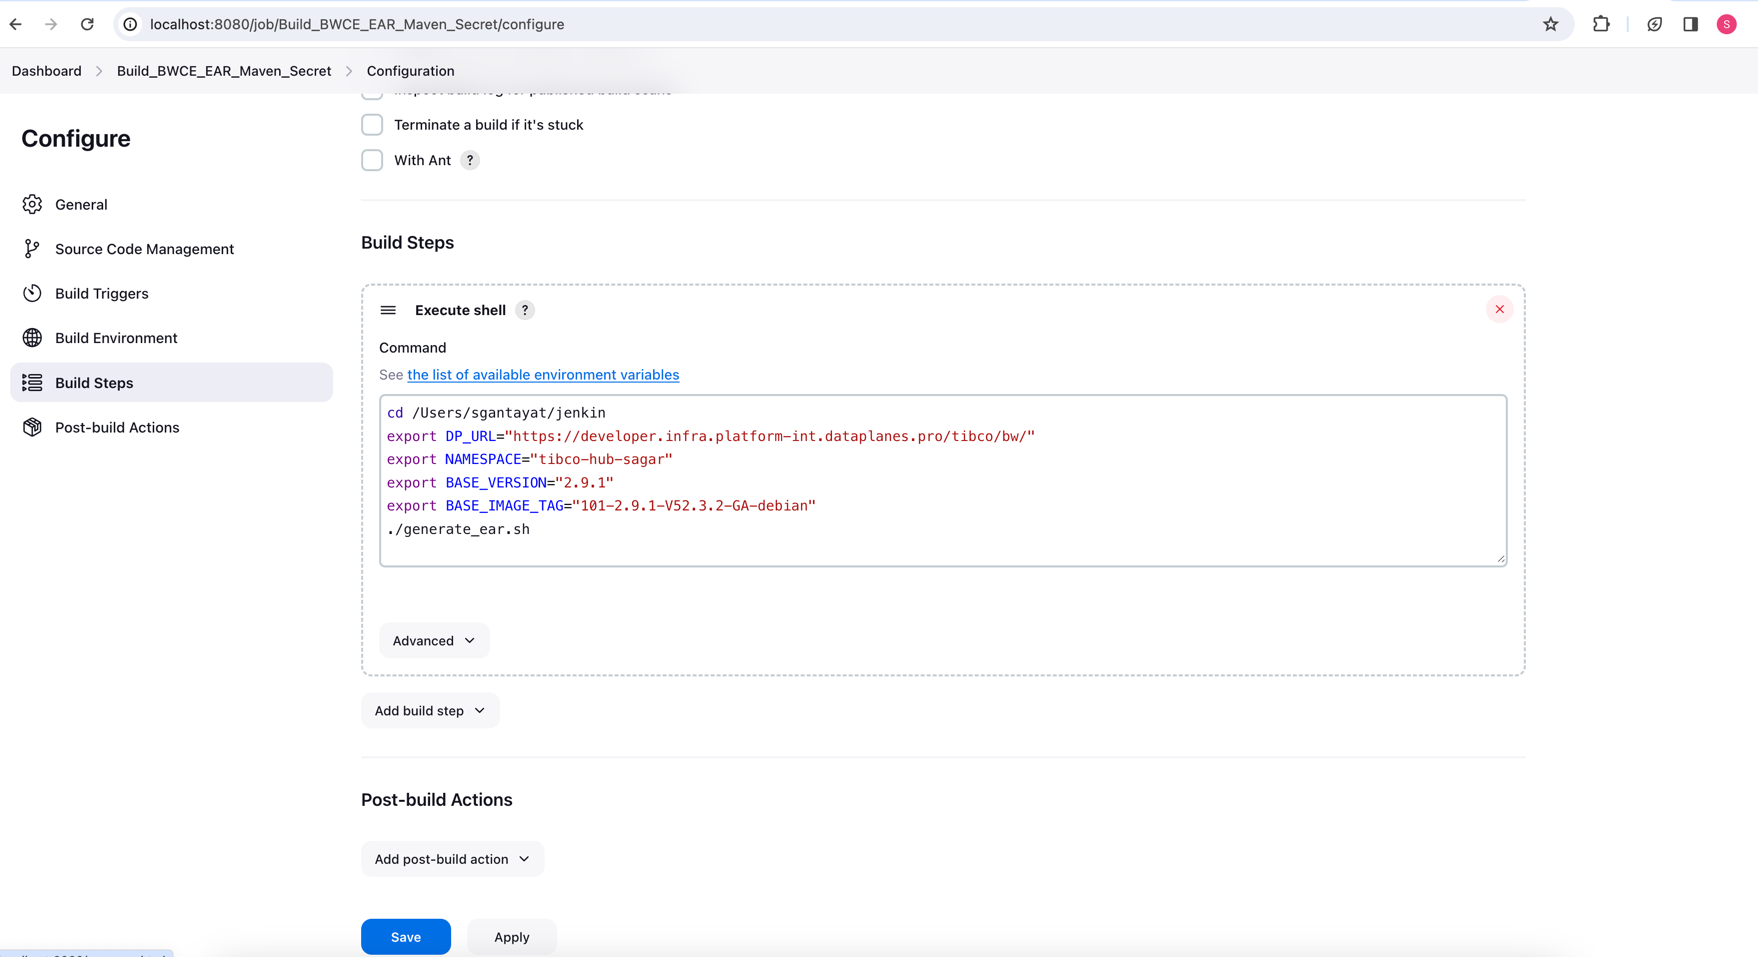 localhost:8080/job/Build_BWCE_EAR_Maven_Secret/configure
S
Dashboard
Build_BWCE_EAR_Maven_Secret
Configuration
Configure
General
Source Code Management
Build Triggers
Build Environment
Build Steps
Post-build Actions
Terminate a build if it's stuck
With Ant ?
Build Steps
Execute shell ?
Command
See the list of available environment variables
cd /Users/sgantayat/jenkin
export DP_URL="https://developer.infra.platform-int.dataplanes.pro/tibco/bw/"
export NAMESPACE="tibco-hub-sagar"
export BASE_VERSION="2.9.1"
export BASE_IMAGE_TAG="101-2.9.1-V52.3.2-GA-debian"
./generate_ear.sh
Advanced
Add build step
Post-build Actions
Add post-build action
Save
Apply